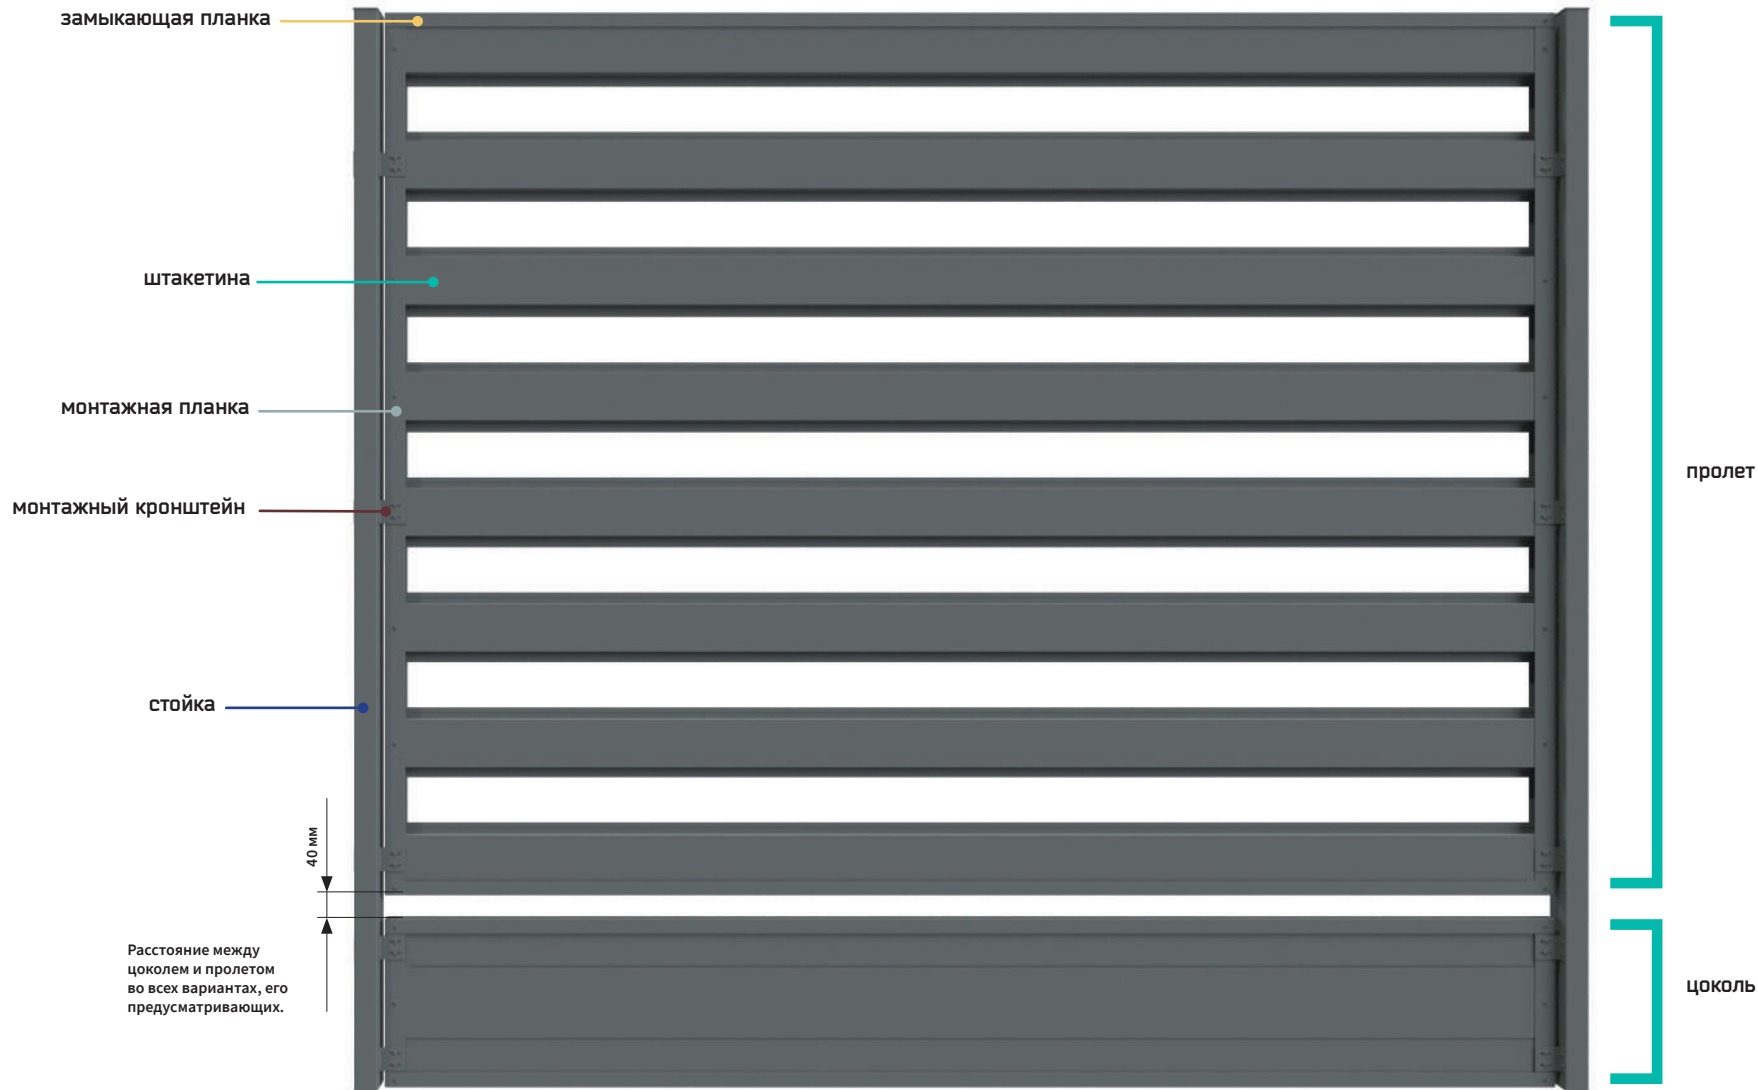 замыкающая планка
штакетина
монтажная планка
пролет
монтажный кронштейн
стойка
40 мм
Расстояние между
цоколем и пролетом
во всех вариантах, его
предусматривающих.
цоколь